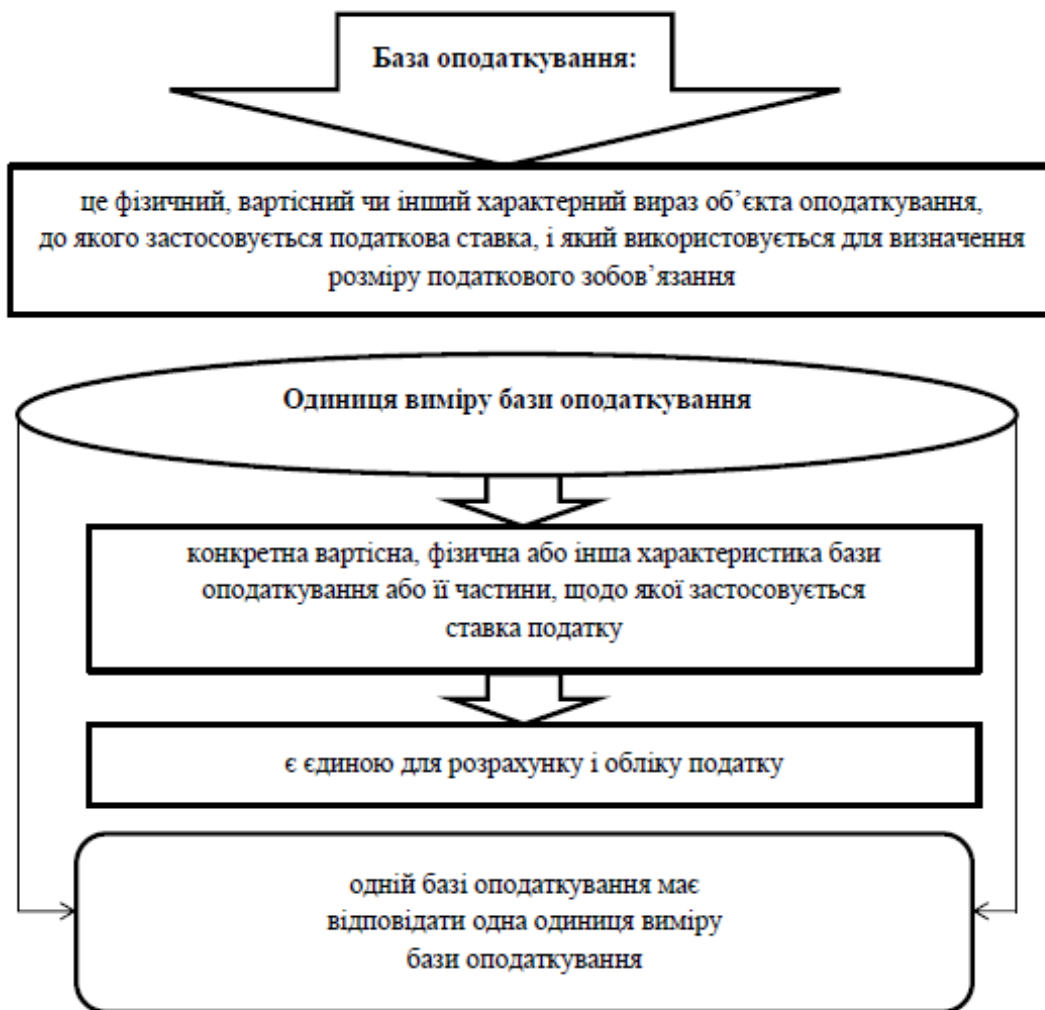 База оподаткування:
це фізичний, вартісний чи інший характерний вираз об’єкта оподаткування,
до якого застосовується податкова ставка, і який використовується для визначення
розміру податкового зобов’язання
Одиниця виміру бази оподаткування
конкретна вартісна, фізична або інша характеристика бази
оподаткування або її частини, щодо якої застосовується
ставка податку
є єдиною для розрахунку і обліку податку
одній базі оподаткування має
відповідати одна одиниця виміру
бази оподаткування